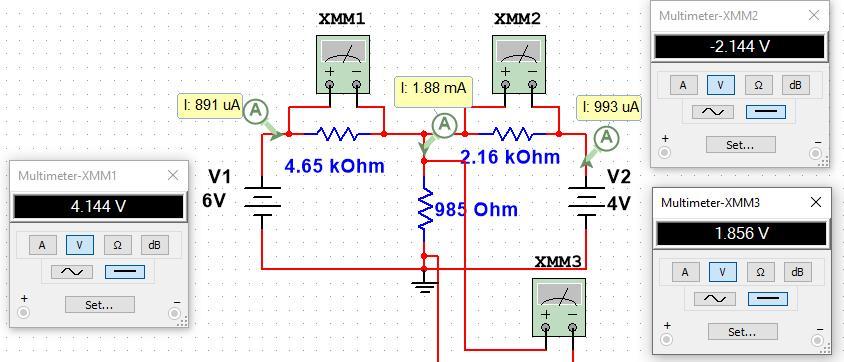 XMM1
XMM2
Multimeter-XMM2
-2.144 V
A V Ω dB
Set...
+ −
I: 891 uA
A
I: 1.88 mA
A
I: 993 uA
A
+ −
+ −
4.65 kOhm
2.16 kOhm
Multimeter-XMM1
4.144 V
A V Ω dB
Set...
+ −
V1
6V
985 Ohm
V2
4V
XMM3
+ −
Multimeter-XMM3
1.856 V
A V Ω dB
Set...
+ −